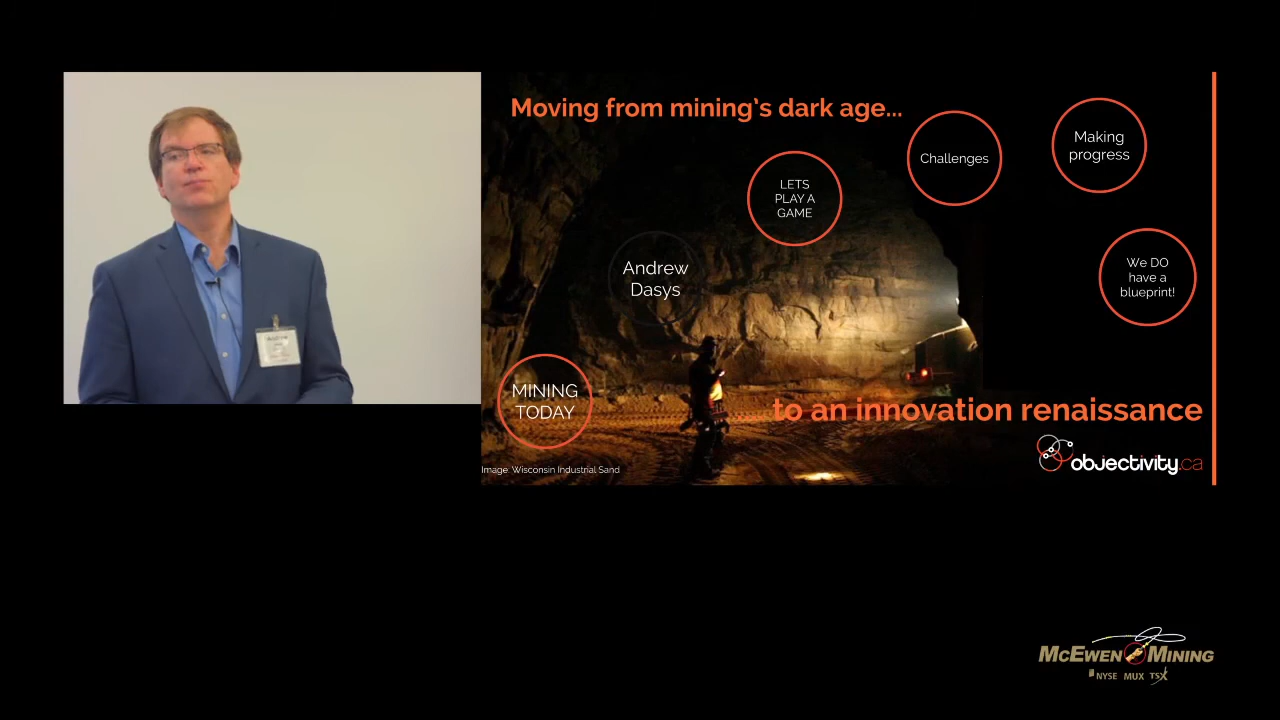 Moving from mining's dark age...
Challenges
Making
progress
LETS
PLAY A
GAME
Andrew
Dasys
We DO
have a
blueprint!
MINING
TODAY
to an innovation renaissance
objectivity.ca
Image: Wisconsin Industrial Sand
McEWEN MINING
NYSE MUX TSX